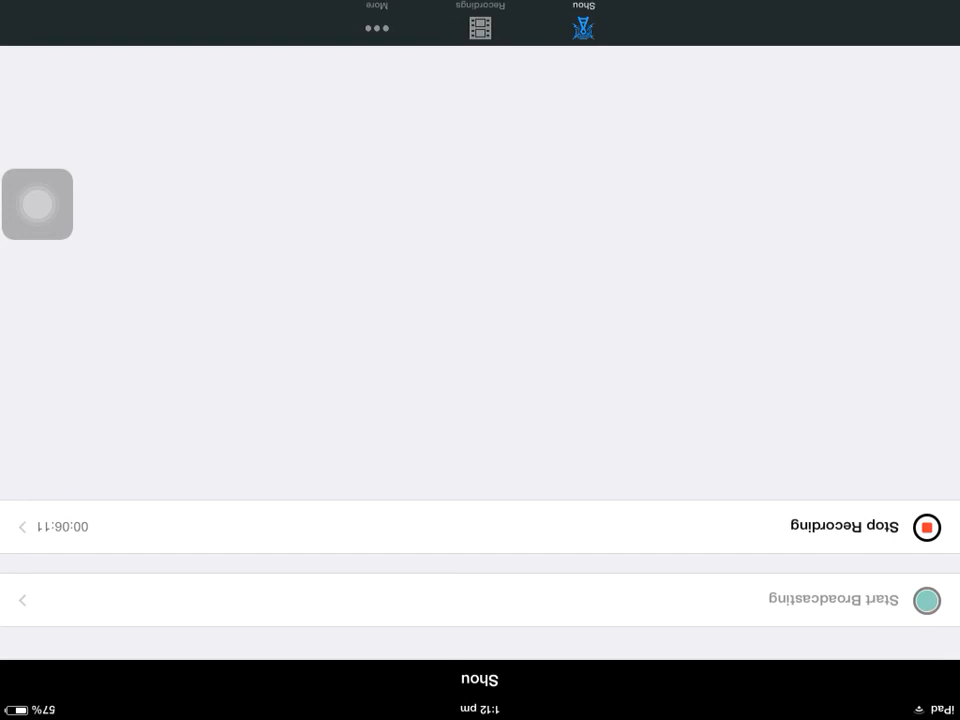 iPad 1:12 pm 57%
Shou
Start Broadcasting
Stop Recording 00:06:11
Shou Recordings More